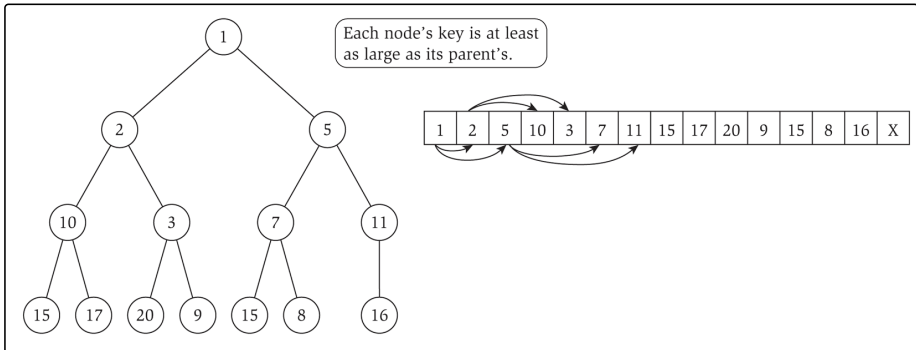 1
Each node's key is at least
as large as its parent's.
2 5
1 2 5 10 3 7 11 15 17 20 9 15 8 16 X
10 3 7 11
15 17 20 9 15 8 16